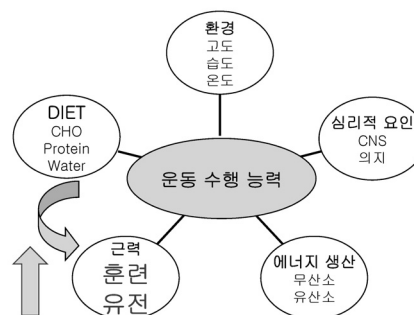 환경
고도
습도
온도
DIET
CHO
Protein
Water
심리적 요인
CNS
의지
운동 수행 능력
근력
훈련
유전
에너지 생산
무산소
유산소